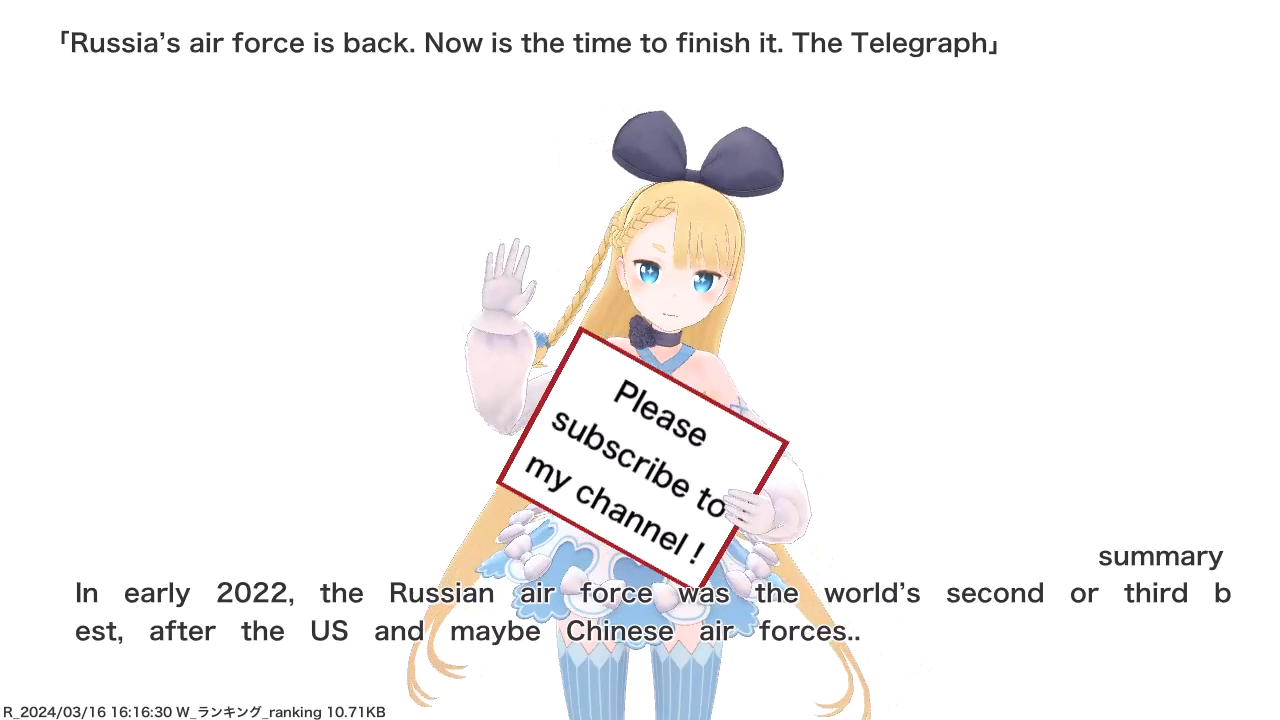 「Russia’s air force is back. Now is the time to finish it. The Telegraph」
Please
subscribe to
my channel !
summary
In early 2022, the Russian air force was the world’s second or third b
est, after the US and maybe Chinese air forces..
R_2024/03/16 16:16:30 W_ランキング_ranking 10.71KB